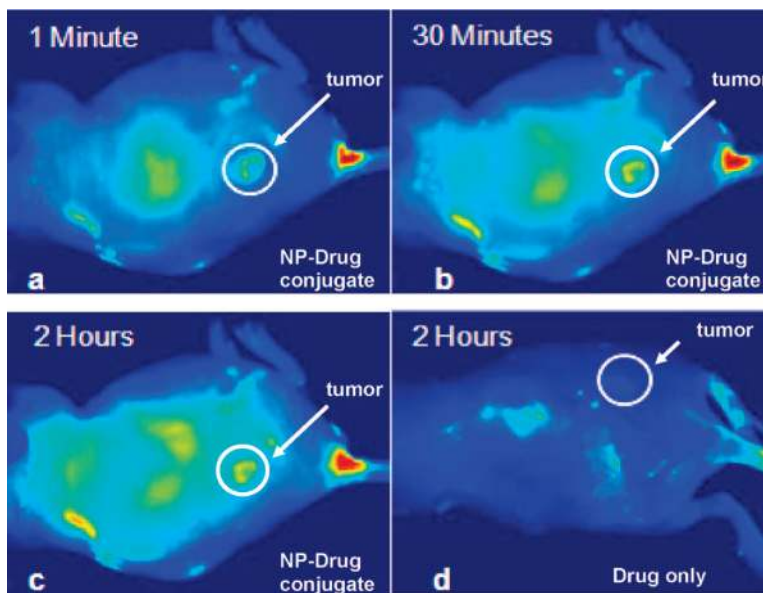 1 Minute
tumor
NP-Drug
conjugate
a
30 Minutes
tumor
NP-Drug
conjugate
b
2 Hours
tumor
NP-Drug
conjugate
c
2 Hours
tumor
Drug only
d